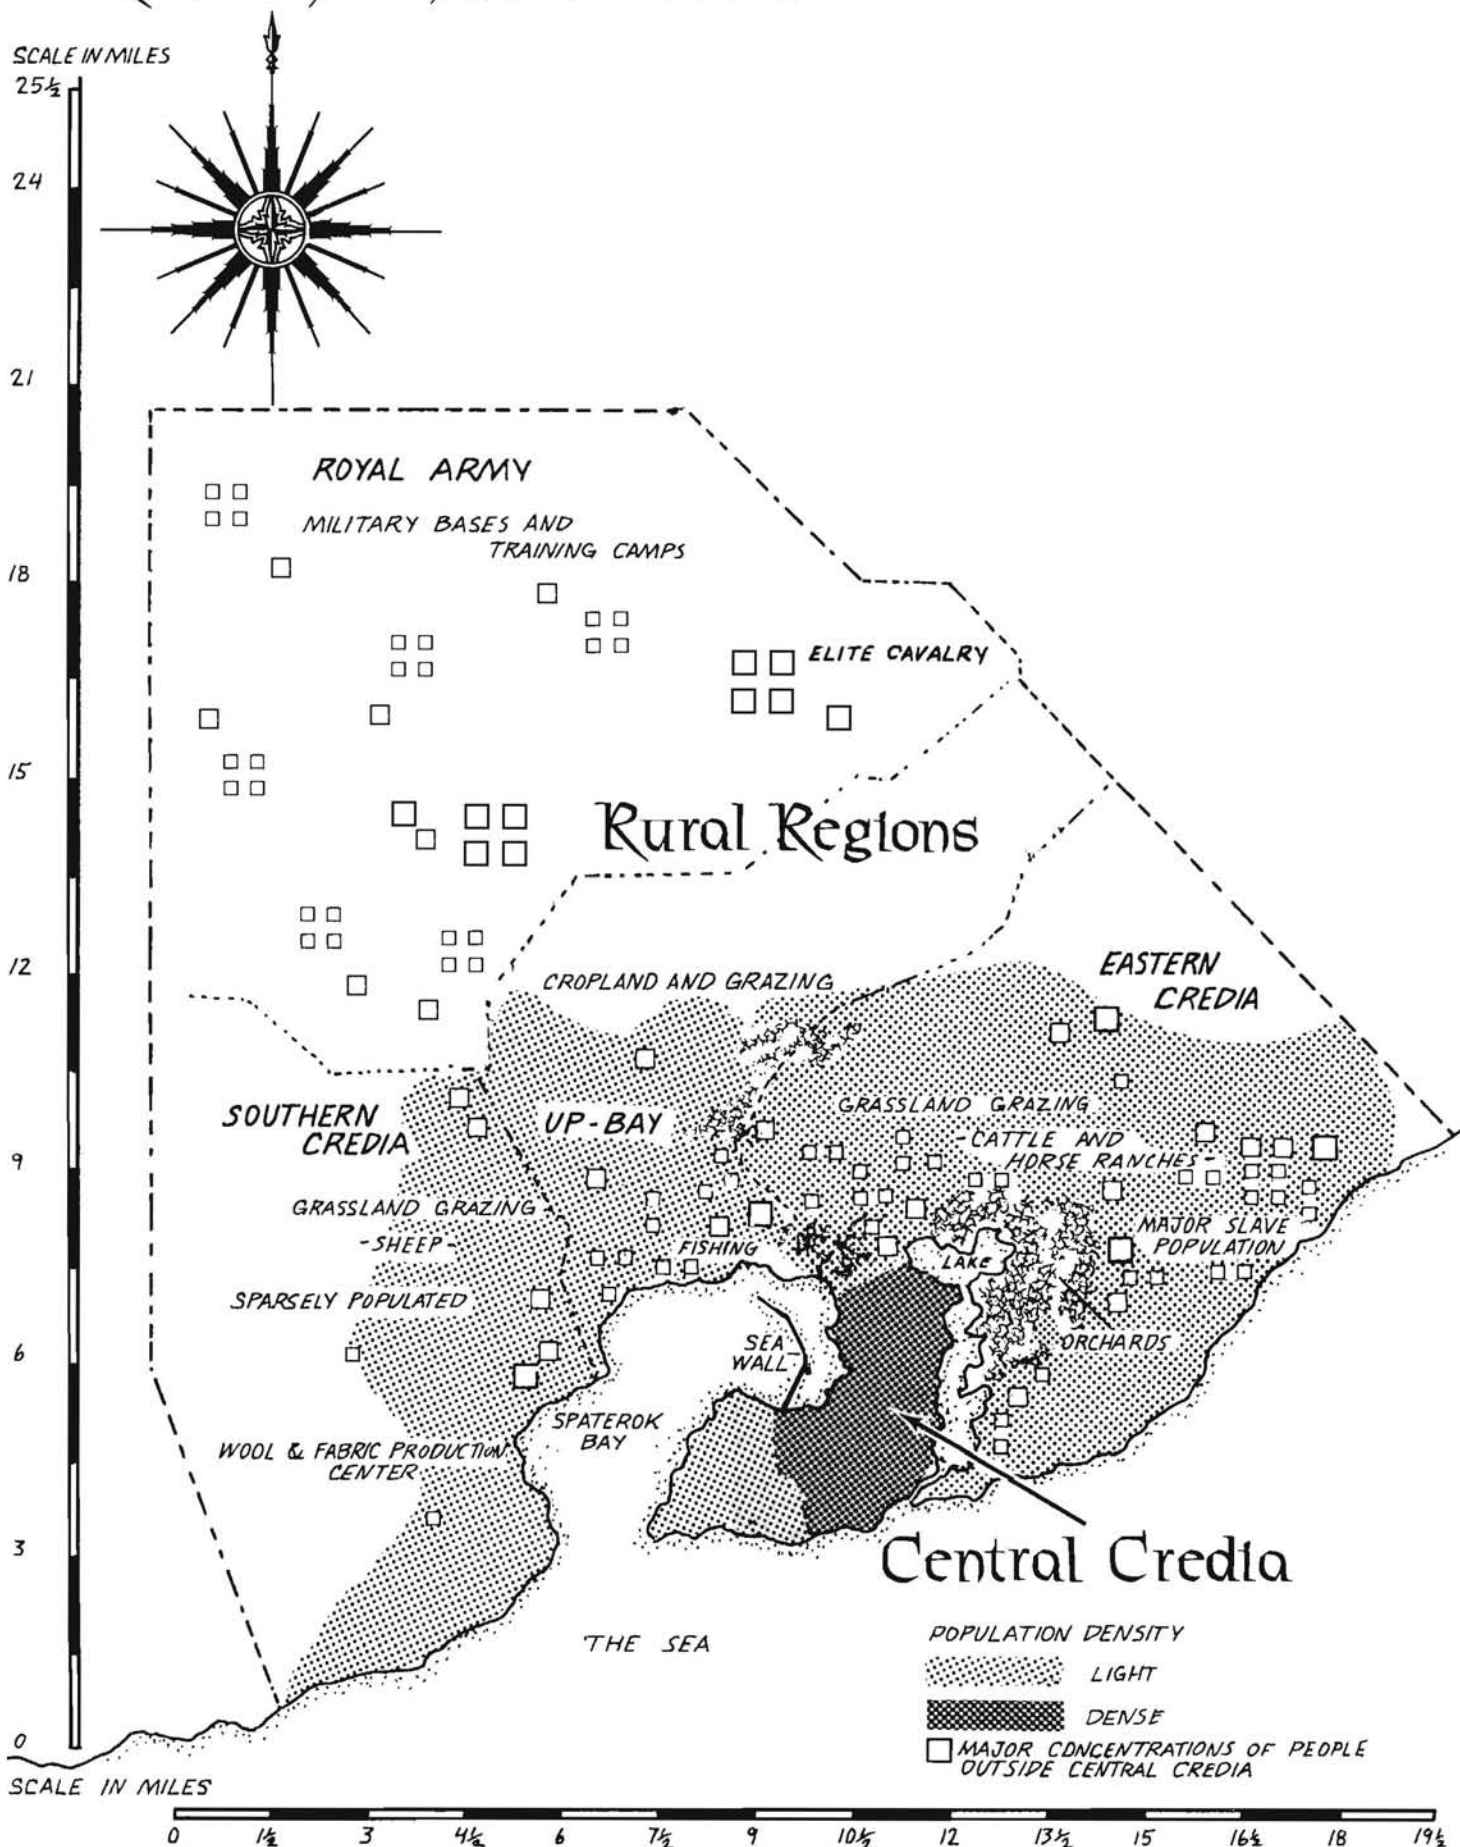 SCALE IN MILES
25½
24
21
18
15
12
9
6
3
0
ROYAL ARMY
MILITARY BASES AND
TRAINING CAMPS
ELITE CAVALRY
Rural Regions
CROPLAND AND GRAZING
EASTERN
CREDIA
SOUTHERN
CREDIA
UP-BAY
GRASSLAND GRAZING
-CATTLE AND
HORSE RANCHES-
GRASSLAND GRAZING
-SHEEP-
FISHING
LAKE
MAJOR SLAVE
POPULATION
SPARSELY POPULATED
SEA
WALL
ORCHARDS
SPATEROK
BAY
WOOL & FABRIC PRODUCTION
CENTER
Central Credia
THE SEA
POPULATION DENSITY
LIGHT
DENSE
MAJOR CONCENTRATIONS OF PEOPLE
OUTSIDE CENTRAL CREDIA
SCALE IN MILES
0 1½ 3 4½ 6 7½ 9 10½ 12 13½ 15 16½ 18 19½